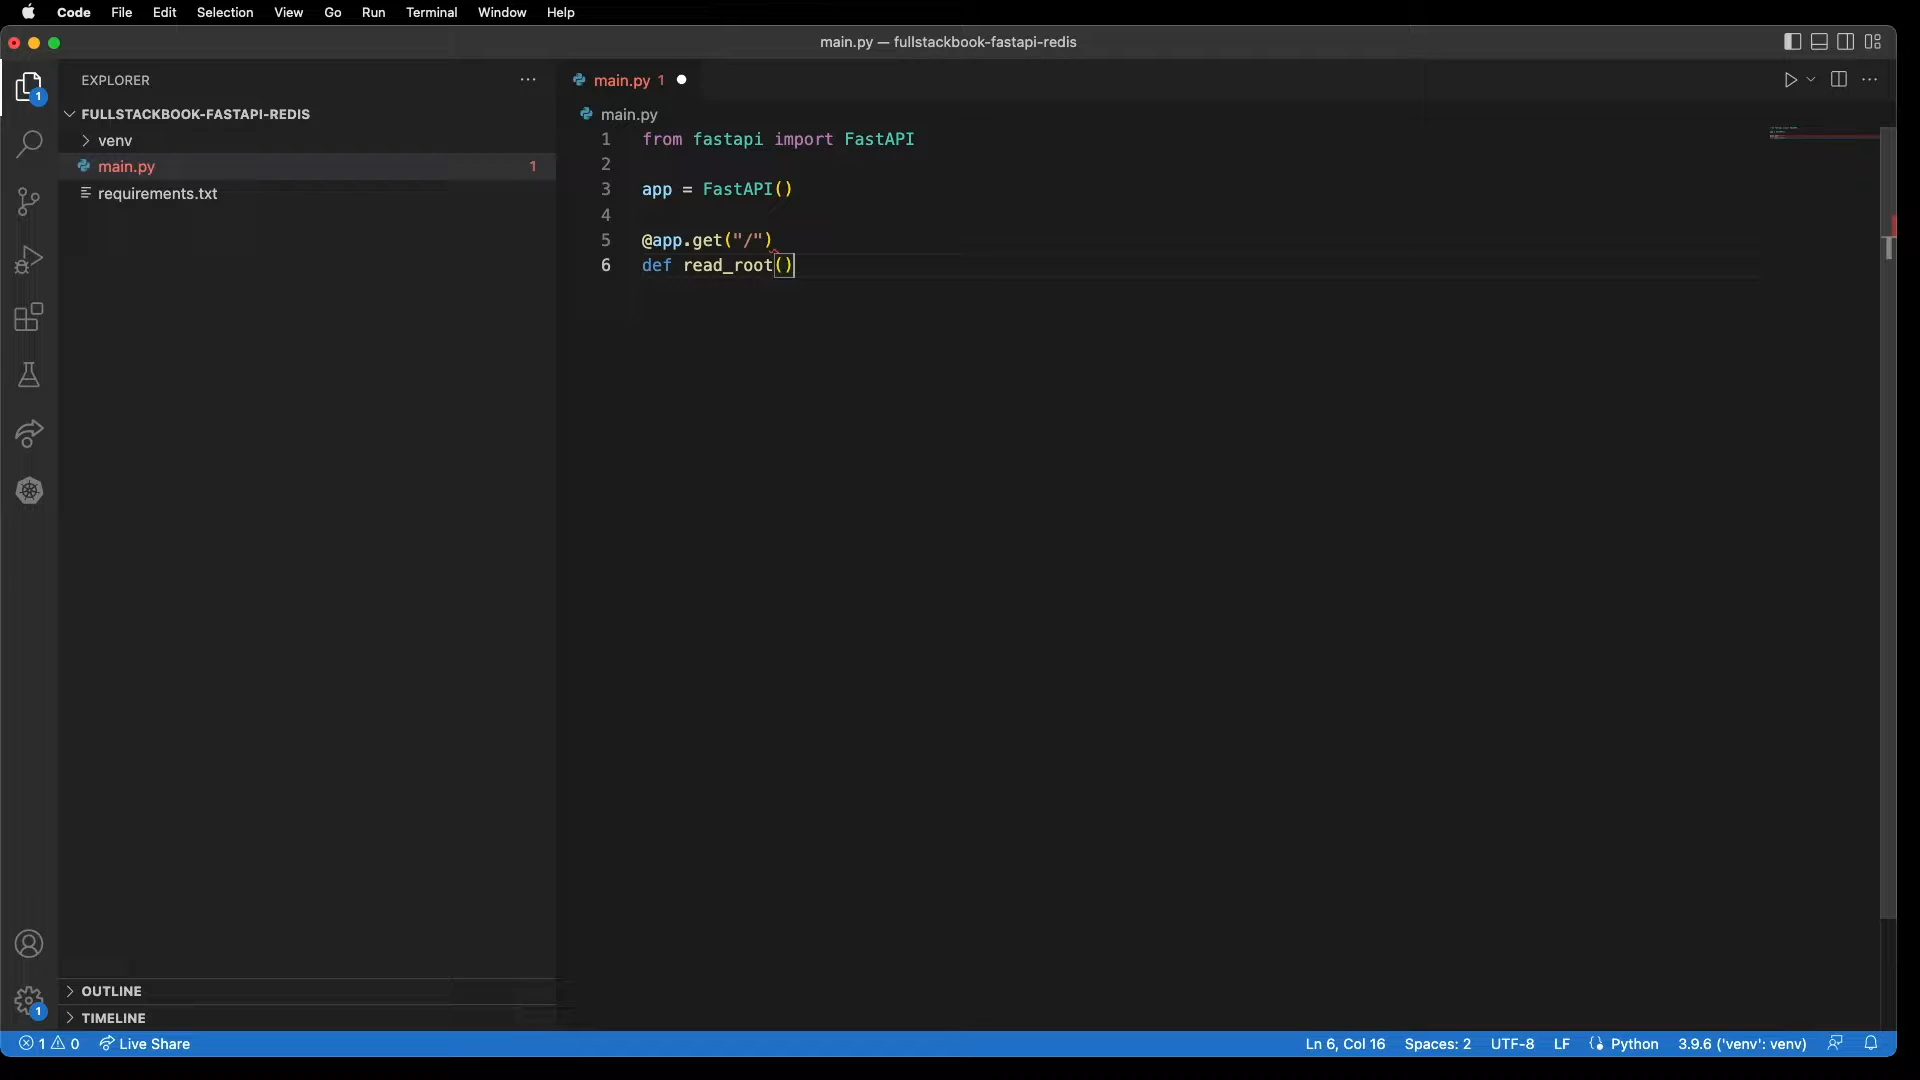 Code File Edit Selection View Go Run Terminal Window Help
main.py — fullstackbook-fastapi-redis
1
EXPLORER
FULLSTACKBOOK-FASTAPI-REDIS
venv
main.py 1
requirements.txt
OUTLINE
TIMELINE
1
main.py 1
main.py
1 from fastapi import FastAPI
2
3 app = FastAPI()
4
5 @app.get("/")
6 def read_root()
1 0 Live Share Ln 6, Col 16 Spaces: 2 UTF-8 LF Python 3.9.6 ('venv': venv)